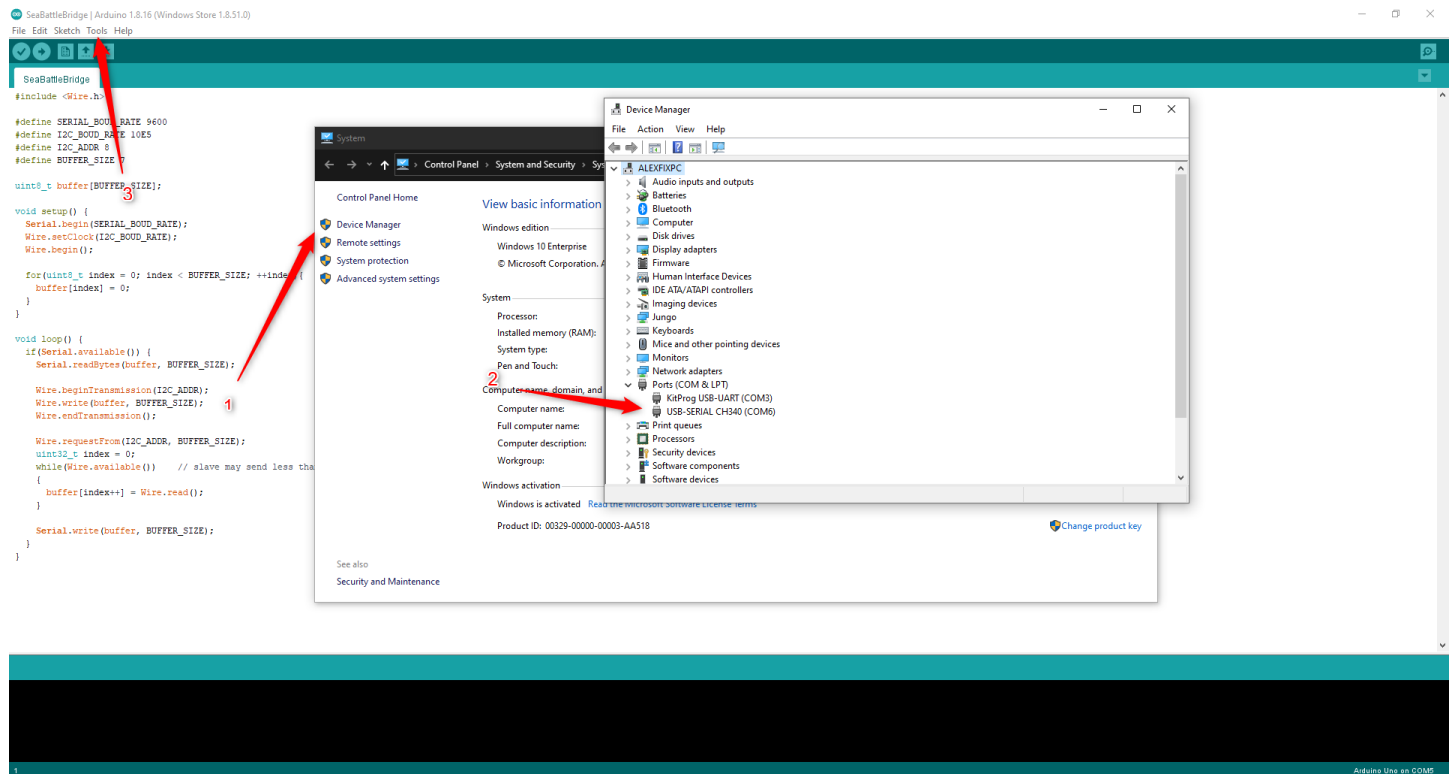 SeaBattleBridge | Arduino 1.8.16 (Windows Store 1.8.51.0)
File Edit Sketch Tools Help
SeaBattleBridge
#include <Wire.h>
#define SERIAL_BOUD_RATE 9600
#define I2C_BOUD_RATE 10E5
#define I2C_ADDR 8
#define BUFFER_SIZE 7
uint8_t buffer[BUFFER_SIZE];
3
void setup() {
Serial.begin(SERIAL_BOUD_RATE);
Wire.setClock(I2C_BOUD_RATE);
Wire.begin();
for(uint8_t index = 0; index < BUFFER_SIZE; ++index) {
buffer[index] = 0;
}
}
void loop() {
if(Serial.available()) {
Serial.readBytes(buffer, BUFFER_SIZE);
Wire.beginTransmission(I2C_ADDR);
Wire.write(buffer, BUFFER_SIZE);
Wire.endTransmission();
1
Wire.requestFrom(I2C_ADDR, BUFFER_SIZE);
uint32_t index = 0;
while(Wire.available()) // slave may send less tha
{
buffer[index++] = Wire.read();
}
Serial.write(buffer, BUFFER_SIZE);
}
}
System
Control Panel › System and Security › Sys
Control Panel Home
Device Manager
Remote settings
System protection
Advanced system settings
See also
Security and Maintenance
View basic information
Windows edition
Windows 10 Enterprise
© Microsoft Corporation. A
System
Processor:
Installed memory (RAM):
System type:
Pen and Touch:
2
Computer name, domain, and
Computer name:
Full computer name:
Computer description:
Workgroup:
Windows activation
Windows is activated Read the Microsoft Software License Terms
Product ID: 00329-00000-00003-AA518
Change product key
Device Manager
File Action View Help
ALEXFIXPC
Audio inputs and outputs
Batteries
Bluetooth
Computer
Disk drives
Display adapters
Firmware
Human Interface Devices
IDE ATA/ATAPI controllers
Imaging devices
Jungo
Keyboards
Mice and other pointing devices
Monitors
Network adapters
Ports (COM & LPT)
KitProg USB-UART (COM3)
USB-SERIAL CH340 (COM6)
Print queues
Processors
Security devices
Software components
Software devices
1
Arduino Uno on COM5